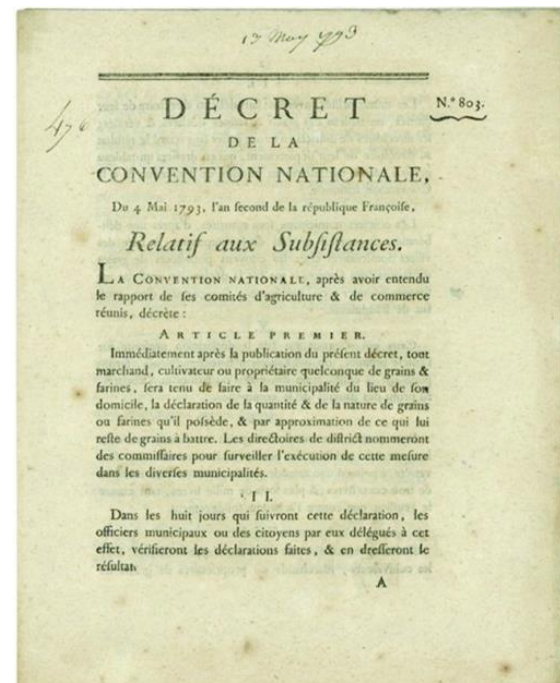 13 May 1793
476
DÉCRET
N.º 803.
DE LA
CONVENTION NATIONALE,
Du 4 Mai 1793, l'an second de la république Françoise,
Relatif aux Subſiſtances.
LA CONVENTION NATIONALE, après avoir entendu
le rapport de ſes comités d'agriculture & de commerce
réunis, décrète :
ARTICLE PREMIER.
Immédiatement après la publication du préſent décret, tout
marchand, cultivateur ou propriétaire quelconque de grains &
farines, ſera tenu de faire à la municipalité du lieu de ſon
domicile, la déclaration de la quantité & de la nature de grains
ou farines qu'il poſsède, & par approximation de ce qui lui
reſte de grains à battre. Les directoires de diſtrict nommeront
des commiſſaires pour ſurveiller l'exécution de cette meſure
dans les diverſes municipalités.
II.
Dans les huit jours qui ſuivront cette déclaration, les
officiers municipaux ou des citoyens par eux délégués à cet
effet, vérifieront les déclarations faites, & en dreſſeront le
réſultat
A